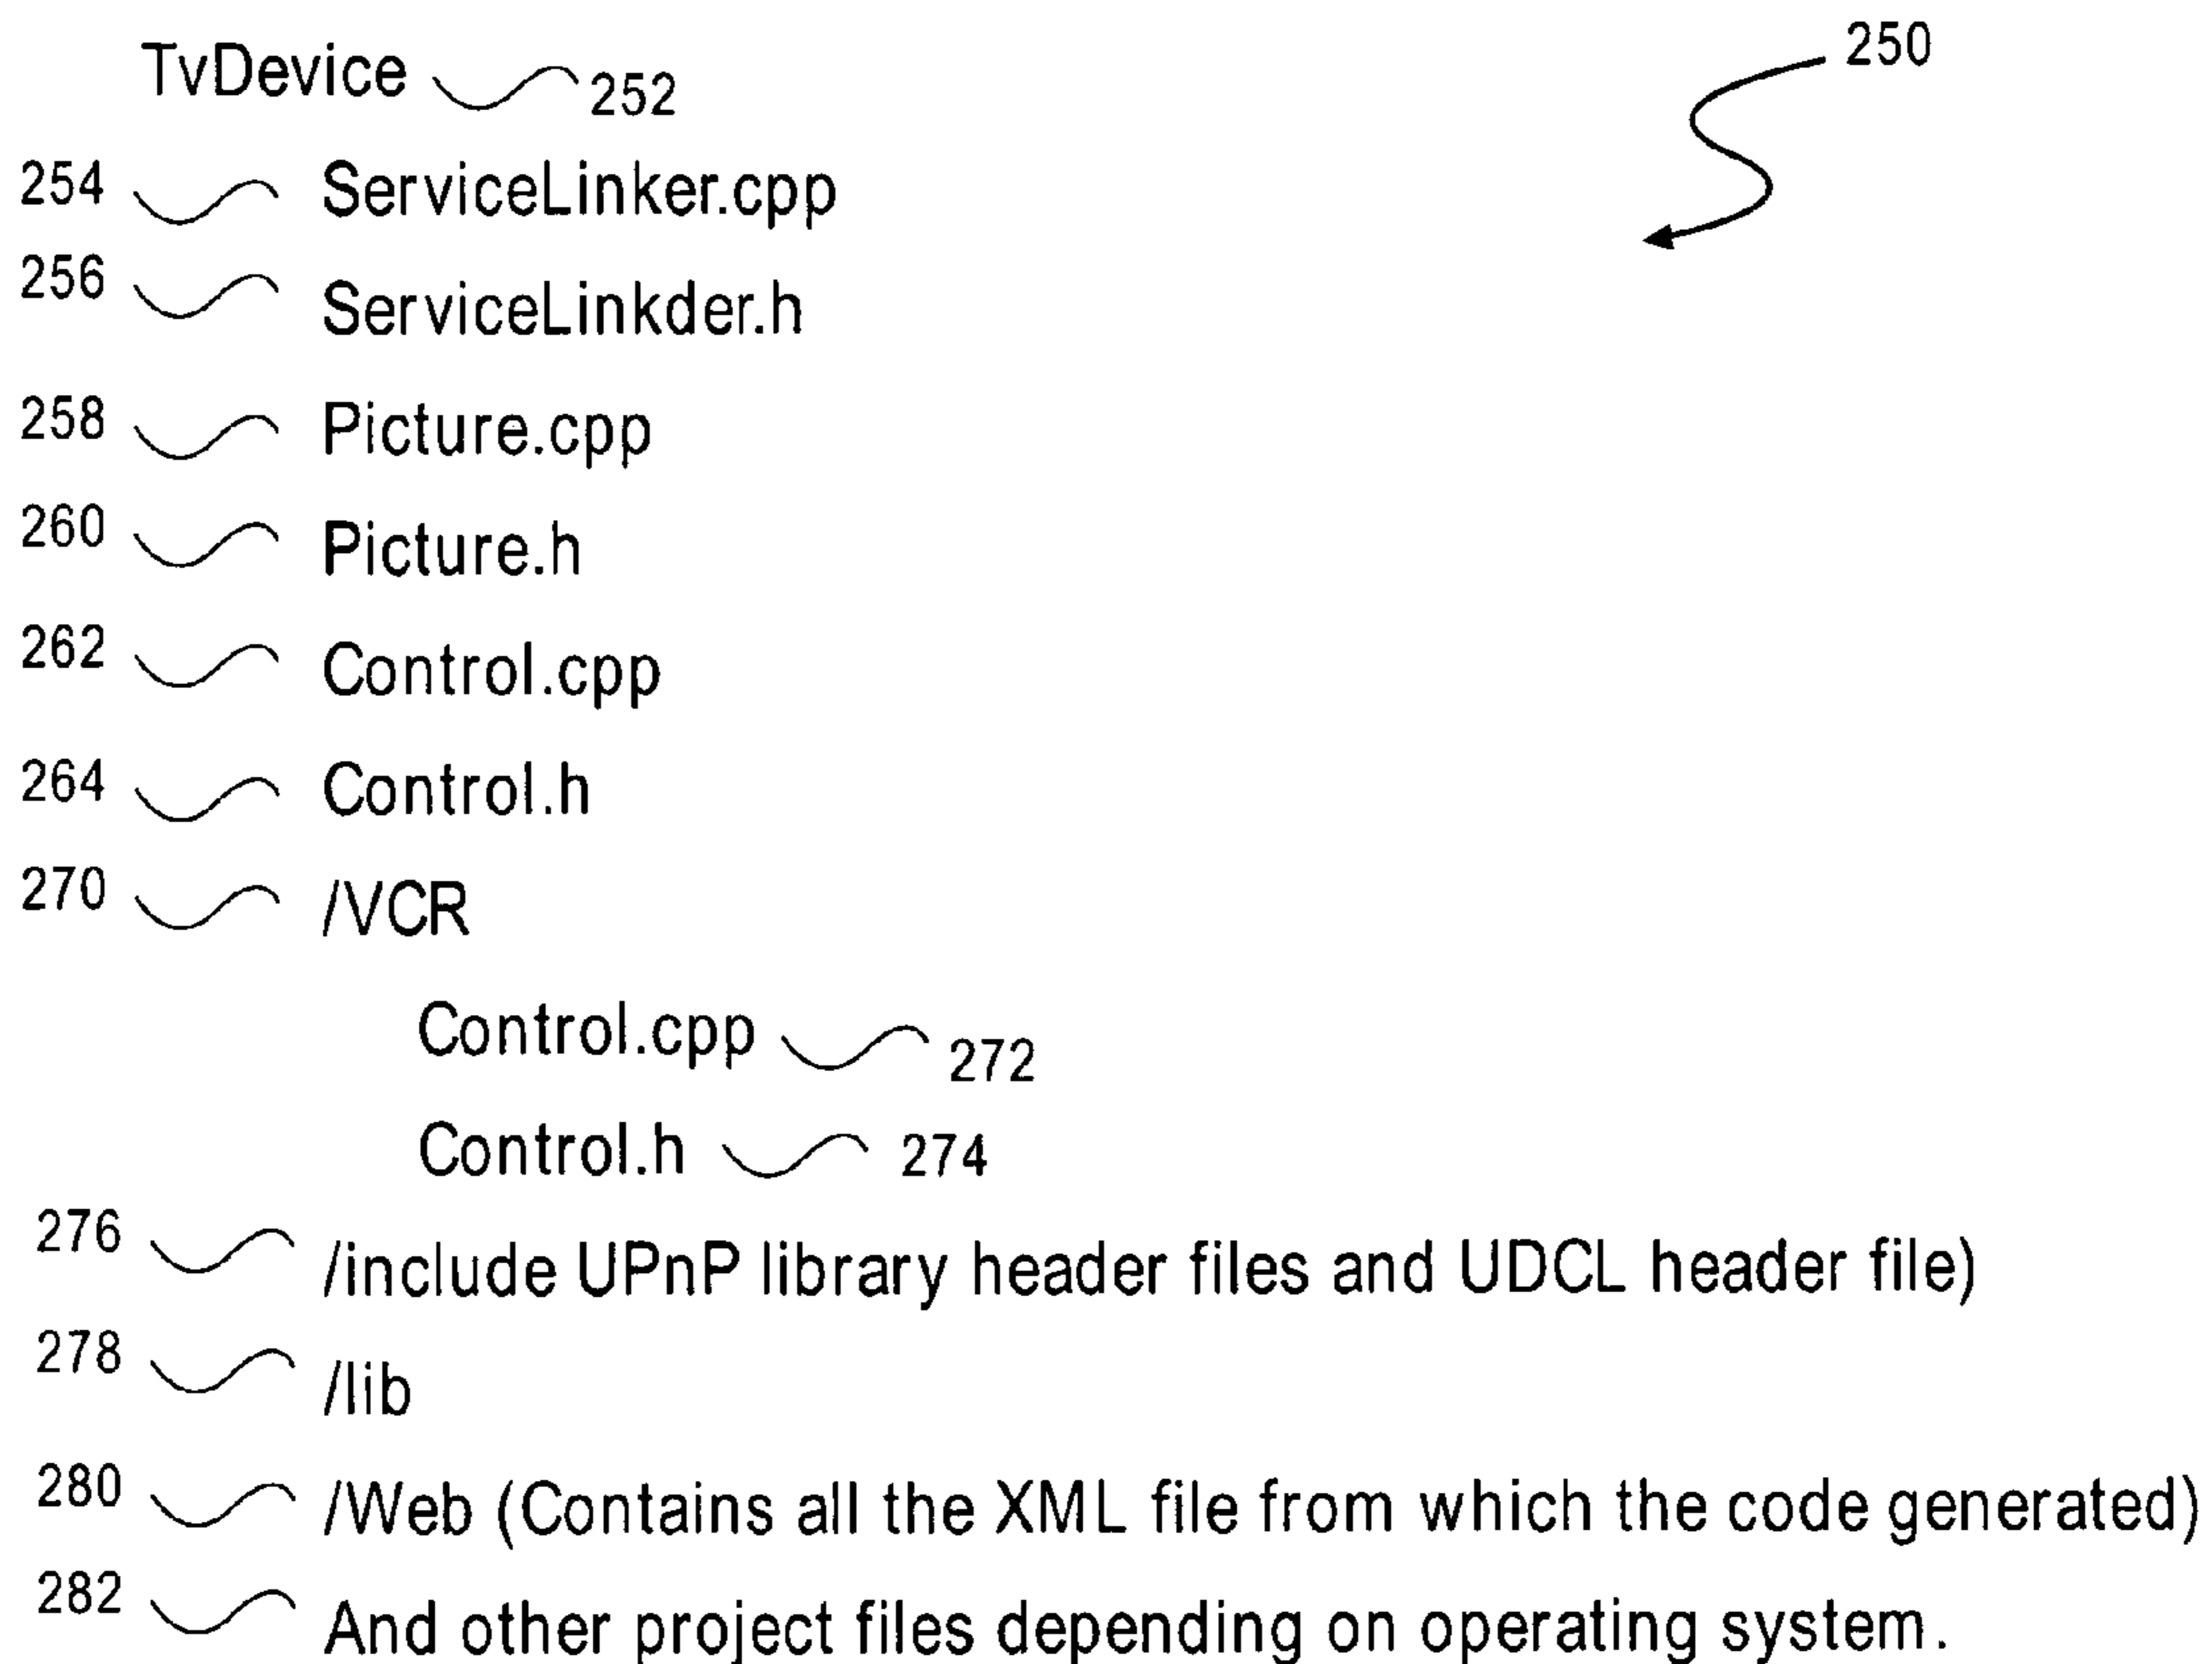 TvDevice 252 250
254 ServiceLinker.cpp
256 ServiceLinkder.h
258 Picture.cpp
260 Picture.h
262 Control.cpp
264 Control.h
270 /VCR
Control.cpp 272
Control.h 274
276 /include UPnP library header files and UDCL header file)
278 /lib
280 /Web (Contains all the XML file from which the code generated)
282 And other project files depending on operating system.